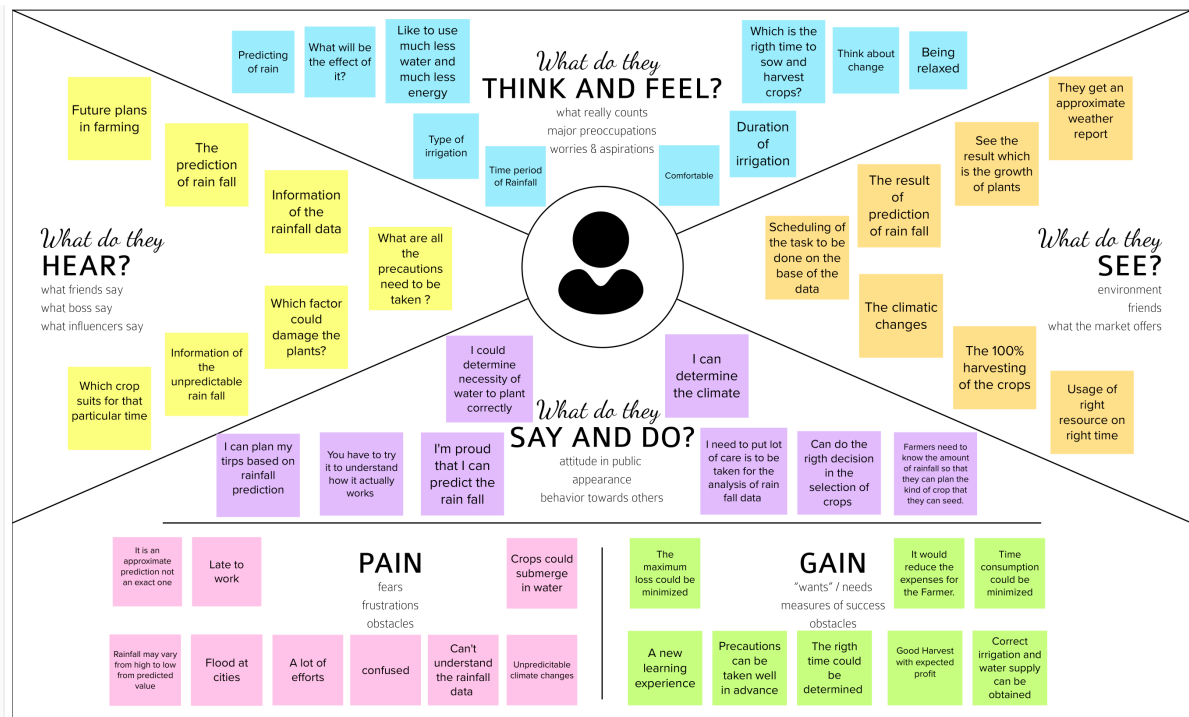 Predicting
of rain
What will be
the effect of
it?
Like to use
much less
water and
much less
energy
Type of
irrigation
Time period
of Rainfall
What do they
THINK AND FEEL?
what really counts
major preoccupations
worries & aspirations
Which is the
rigth time to
sow and
harvest
crops?
Think about
change
Being
relaxed
Duration
of
irrigation
Comfortable
Future plans
in farming
The
prediction
of rain fall
Information
of the
rainfall data
What are all
the
precautions
need to be
taken ?
What do they
HEAR?
what friends say
what boss say
what influencers say
Which factor
could
damage the
plants?
Information of
the
unpredictable
rain fall
Which crop
suits for that
particular time
They get an
approximate
weather
report
See the
result which
is the growth
of plants
The result
of
prediction
of rain fall
Scheduling of
the task to be
done on the
base of the
data
What do they
SEE?
environment
friends
what the market offers
The climatic
changes
The 100%
harvesting
of the crops
Usage of
right
resource on
right time
I could
determine
necessity of
water to plant
correctly
I can
determine
the climate
What do they
SAY AND DO?
attitude in public
appearance
behavior towards others
I can plan my
tirps based on
rainfall
prediction
You have to try
it to understand
how it actually
works
I'm proud
that I can
predict the
rain fall
I need to put lot
of care is to be
taken for the
analysis of rain
fall data
Can do the
rigth decision
in the
selection of
crops
Farmers need to
know the amount
of rainfall so that
they can plan the
kind of crop that
they can seed.
PAIN
fears
frustrations
obstacles
It is an
approximate
prediction not
an exact one
Late to
work
Crops could
submerge
in water
Rainfall may vary
from high to low
from predicted
value
Flood at
cities
A lot of
efforts
confused
Can't
understand
the rainfall
data
Unpredicitable
climate changes
GAIN
"wants" / needs
measures of success
obstacles
The
maximum
loss could be
minimized
It would
reduce the
expenses for
the Farmer.
Time
consumption
could be
minimized
A new
learning
experience
Precautions
can be
taken well
in advance
The rigth
time could
be
determined
Good Harvest
with expected
profit
Correct
irrigation and
water supply
can be
obtained